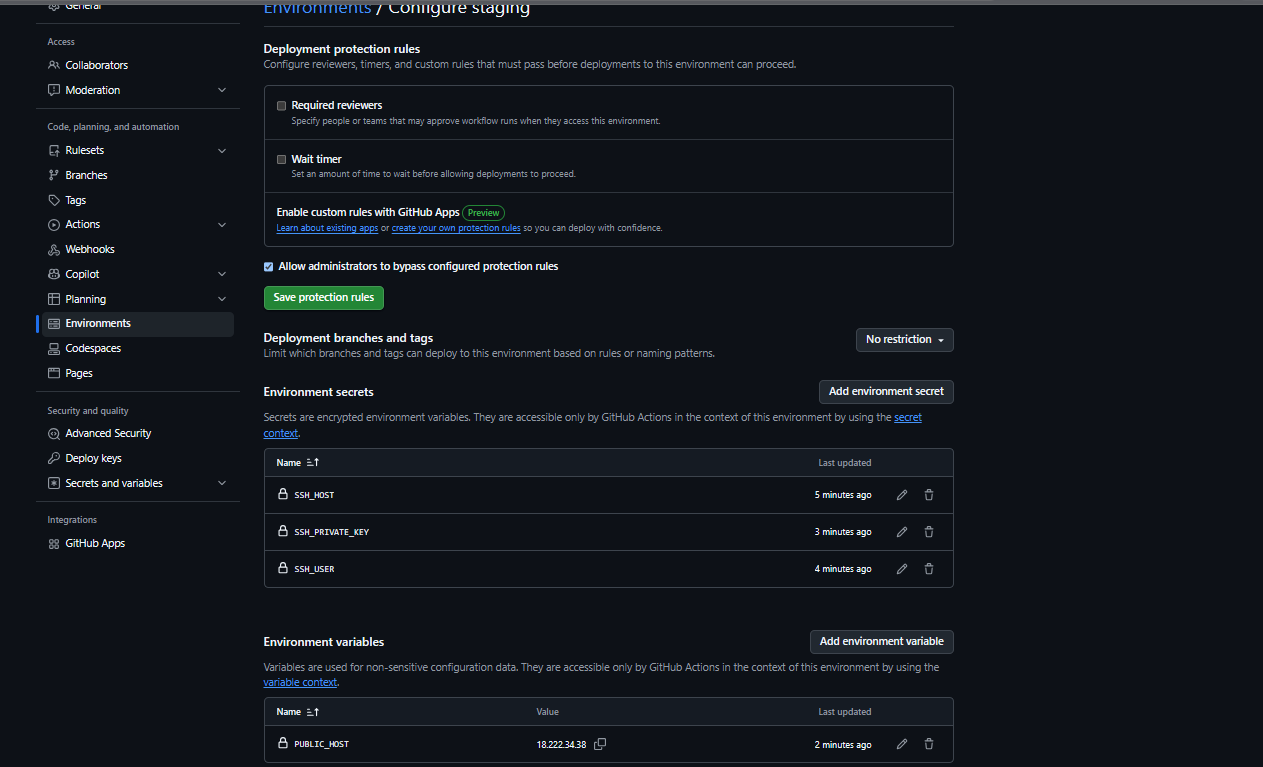 General
Access
Collaborators
Moderation
Code, planning, and automation
Rulesets
Branches
Tags
Actions
Webhooks
Copilot
Planning
Environments
Codespaces
Pages
Security and quality
Advanced Security
Deploy keys
Secrets and variables
Integrations
GitHub Apps
Environments / Configure staging
Deployment protection rules
Configure reviewers, timers, and custom rules that must pass before deployments to this environment can proceed.
Required reviewers
Specify people or teams that may approve workflow runs when they access this environment.
Wait timer
Set an amount of time to wait before allowing deployments to proceed.
Enable custom rules with GitHub Apps Preview
Learn about existing apps or create your own protection rules so you can deploy with confidence.
Allow administrators to bypass configured protection rules
Save protection rules
Deployment branches and tags
No restriction
Limit which branches and tags can deploy to this environment based on rules or naming patterns.
Environment secrets
Add environment secret
Secrets are encrypted environment variables. They are accessible only by GitHub Actions in the context of this environment by using the secret
context.
Name Last updated
SSH_HOST 5 minutes ago
SSH_PRIVATE_KEY 3 minutes ago
SSH_USER 4 minutes ago
Environment variables
Add environment variable
Variables are used for non-sensitive configuration data. They are accessible only by GitHub Actions in the context of this environment by using the
variable context.
Name Value Last updated
PUBLIC_HOST 18.222.34.38 2 minutes ago